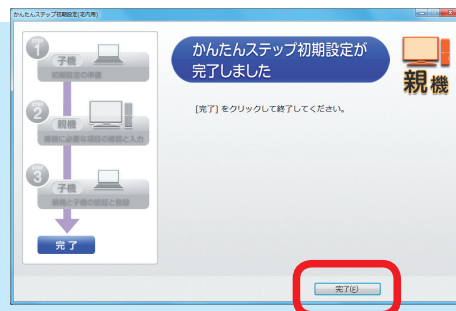 かんたんステップ初期設定(宅内用)
1
子機
初期設定の準備
2
親機
接続に必要な項目の確認と入力
3
子機
親機と子機の認証と登録
完了
かんたんステップ初期設定が
完了しました
親機
[完了] をクリックして終了してください。
完了(F)